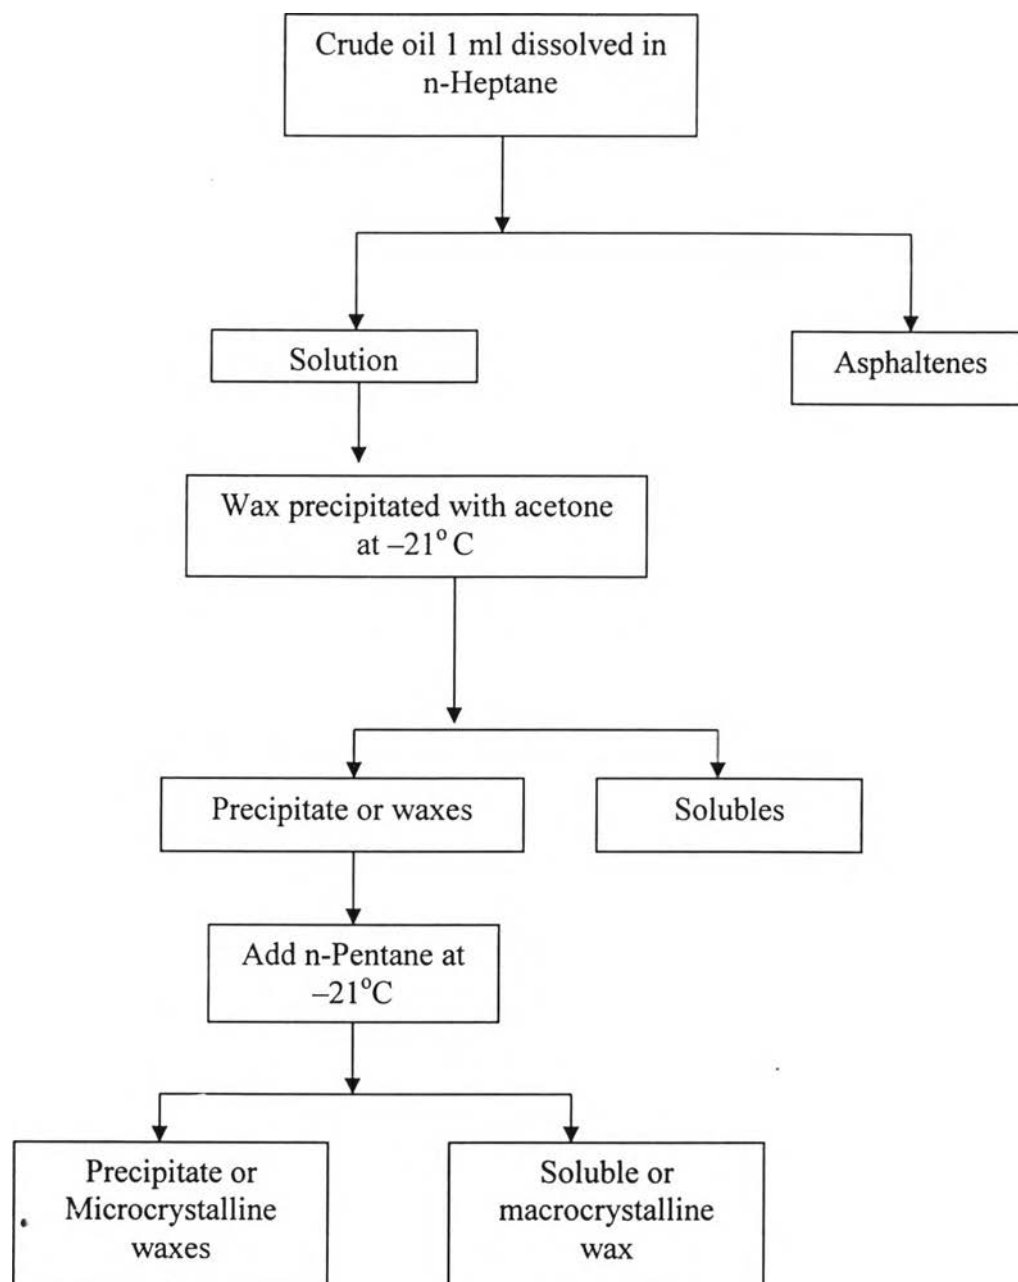 Crude oil 1 ml dissolved in
n-Heptane
Solution
Asphaltenes
Wax precipitated with acetone
at –21° C
Precipitate or waxes
Solubles
Add n-Pentane at
–21°C
Precipitate or
Microcrystalline
waxes
Soluble or
macrocrystalline
wax